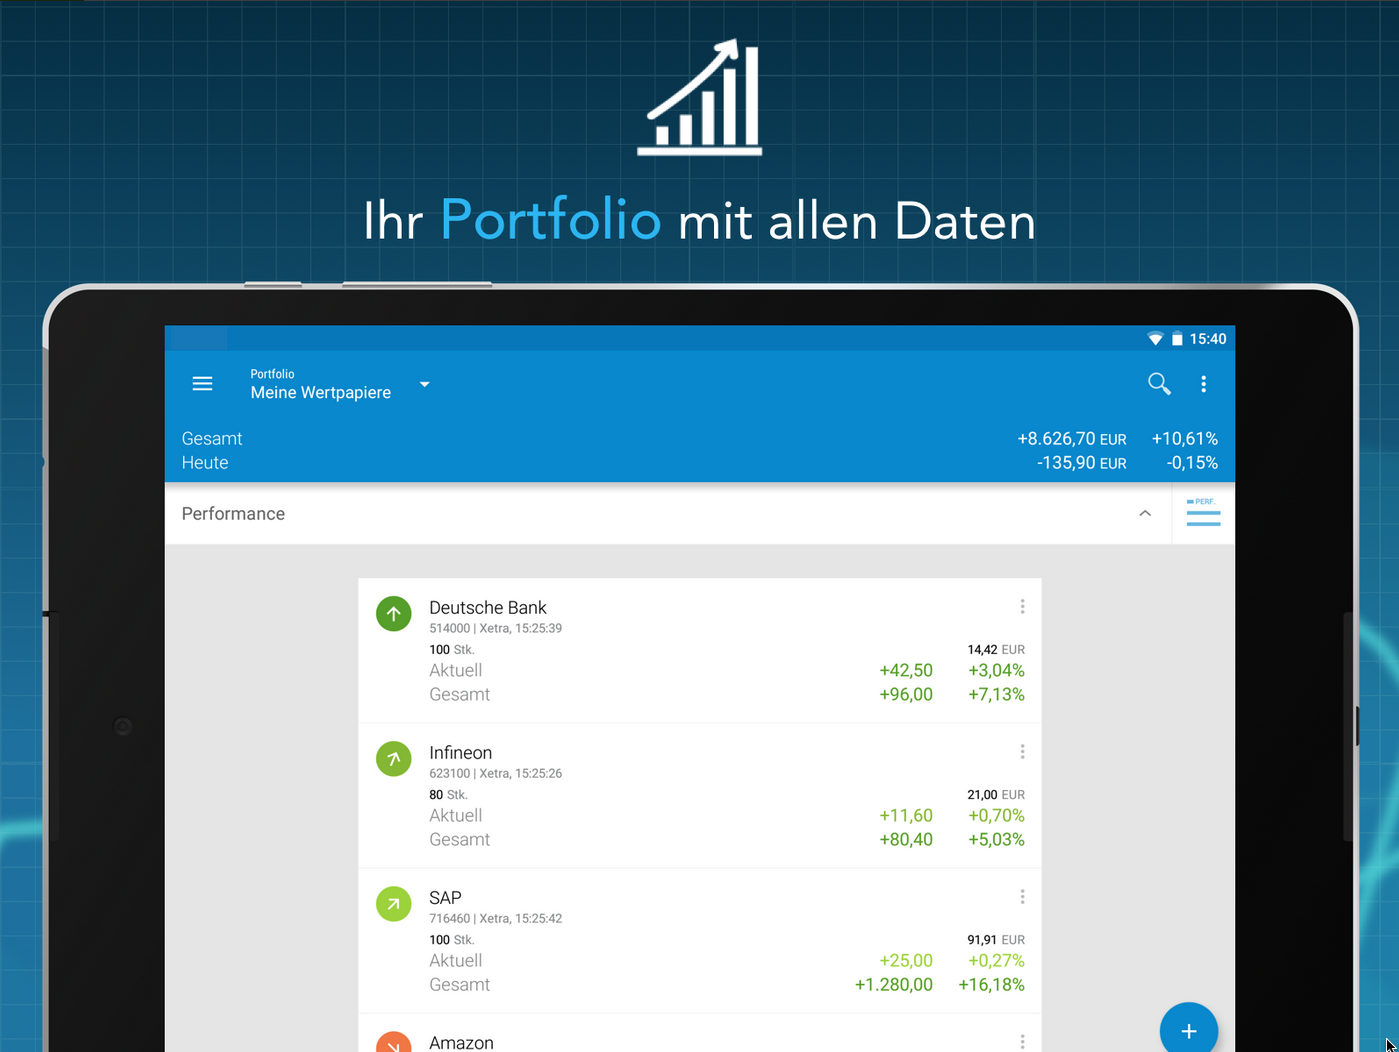 Ihr Portfolio mit allen Daten
15:40
Portfolio
Meine Wertpapiere
Gesamt +8.626,70 EUR +10,61%
Heute -135,90 EUR -0,15%
Performance
PERF.
Deutsche Bank
514000 | Xetra, 15:25:39
100 Stk. 14,42 EUR
Aktuell +42,50 +3,04%
Gesamt +96,00 +7,13%
Infineon
623100 | Xetra, 15:25:26
80 Stk. 21,00 EUR
Aktuell +11,60 +0,70%
Gesamt +80,40 +5,03%
SAP
716460 | Xetra, 15:25:42
100 Stk. 91,91 EUR
Aktuell +25,00 +0,27%
Gesamt +1.280,00 +16,18%
Amazon